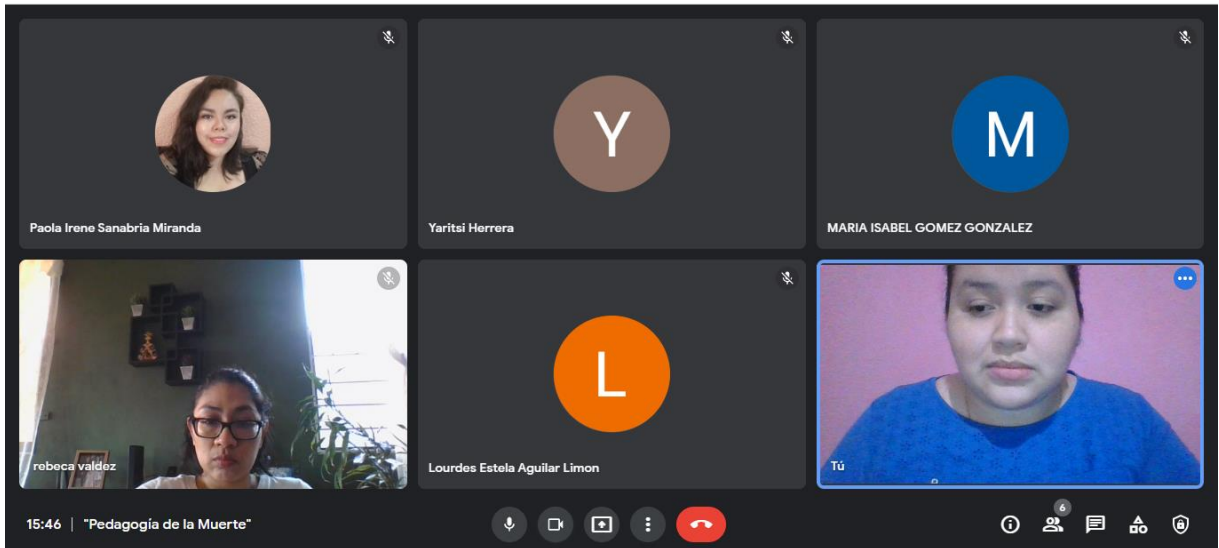 Y
M
Paola Irene Sanabria Miranda
Yaritsi Herrera
MARIA ISABEL GOMEZ GONZALEZ
L
rebeca valdez
Lourdes Estela Aguilar Limon
Tú
15:46 | "Pedagogía de la Muerte"
6